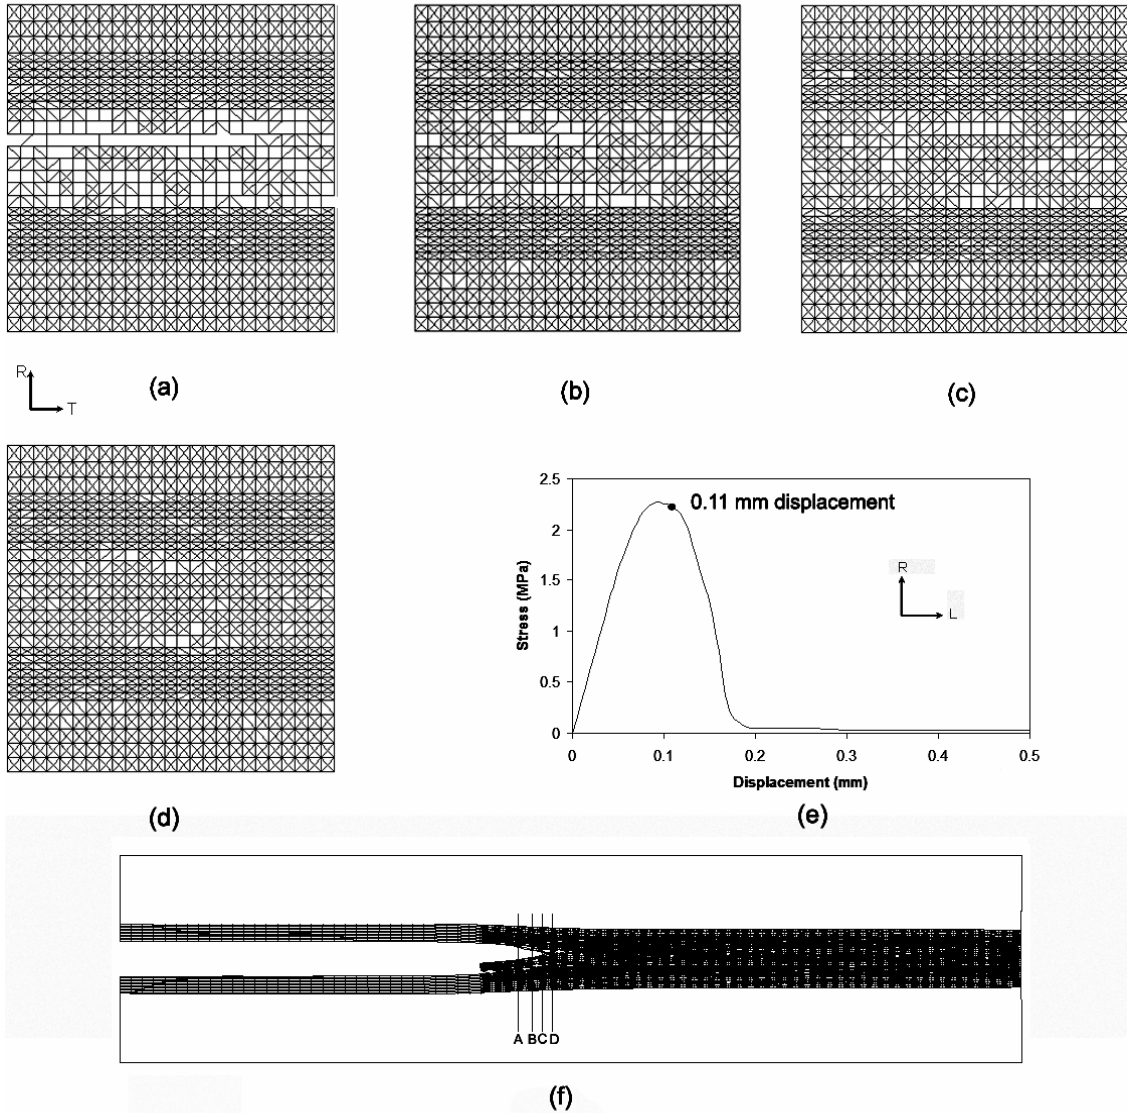 (a)
(b)
(c)
R
T
(d)
2.5
2
1.5
1
0.5
0
Stress (MPa)
0.11 mm displacement
R
L
0
0.1
0.2
0.3
0.4
0.5
Displacement (mm)
(e)
A B C D
(f)